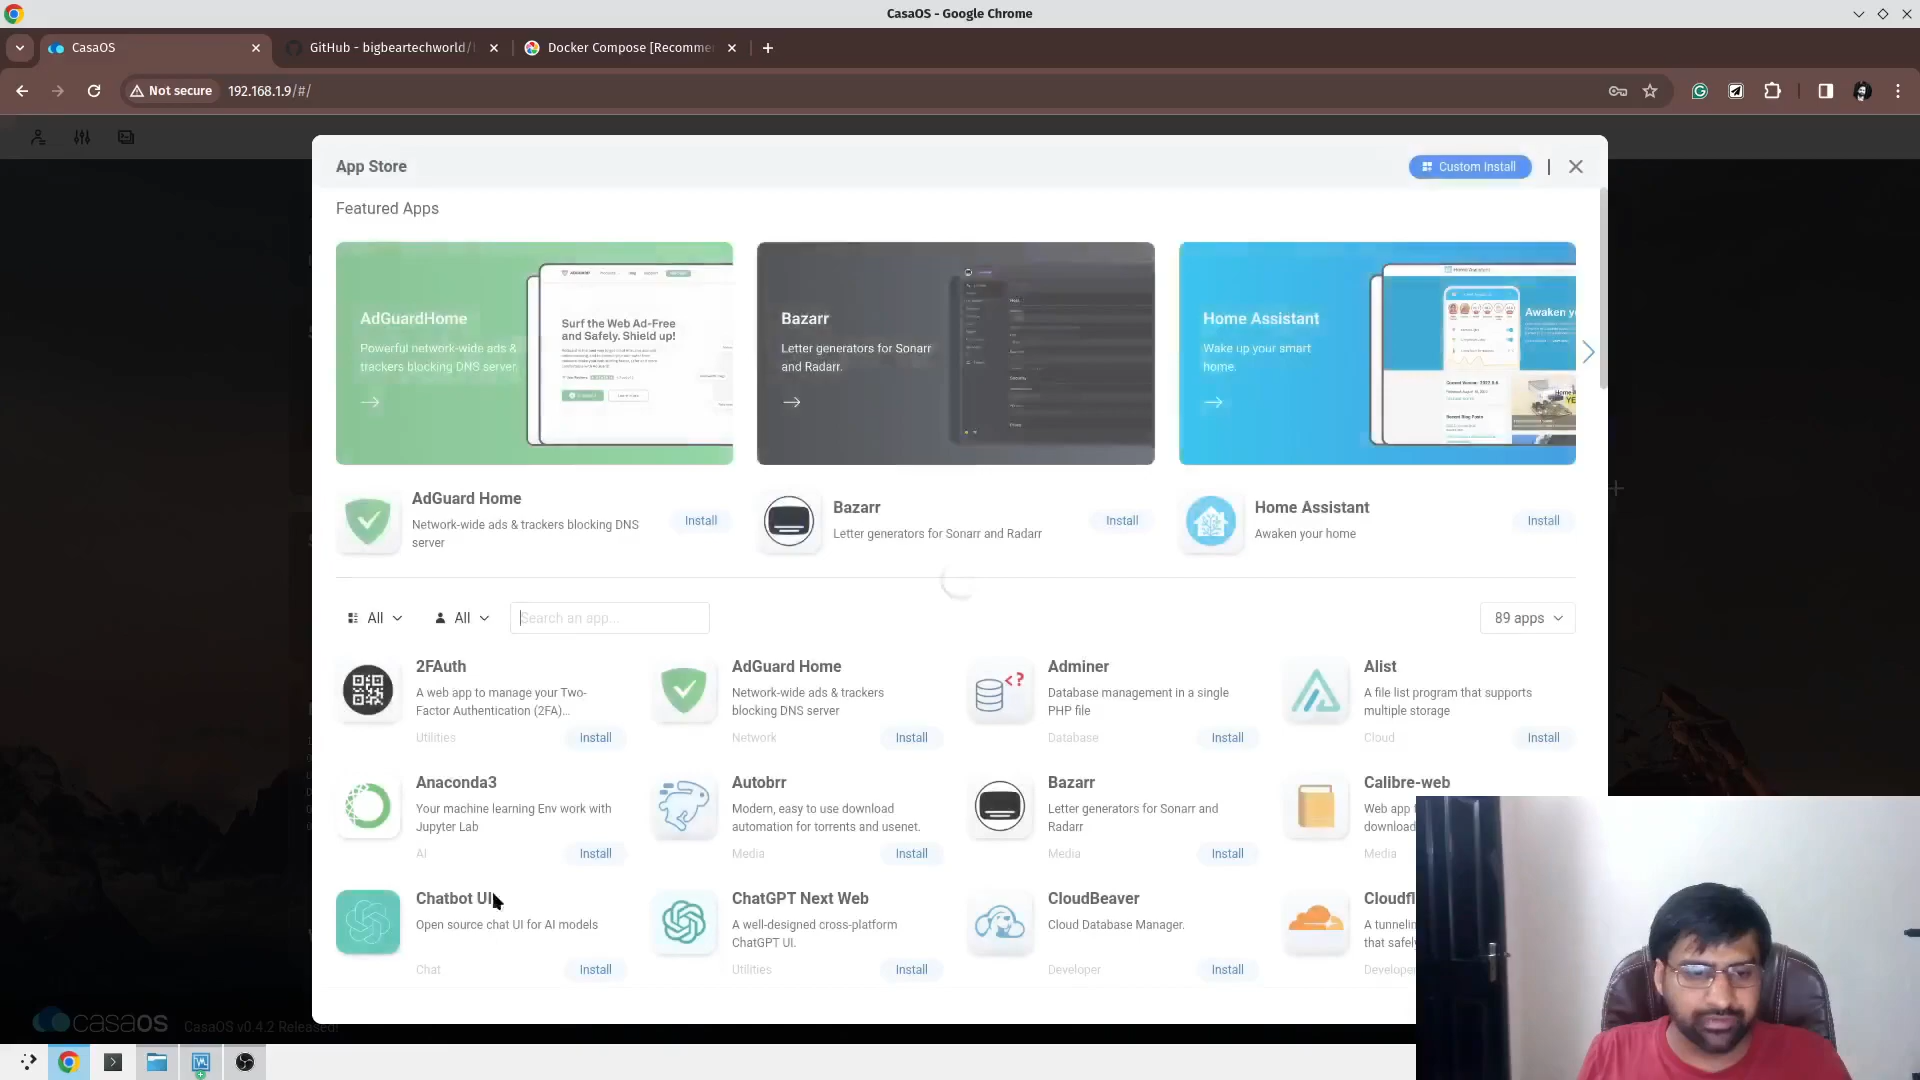 CasaOS - Google Chrome
CasaOS
GitHub - bigbeartechworld/
Docker Compose [Recomme
Not secure
192.168.1.9/#/
App Store
Custom Install
Featured Apps
AdGuardHome
Powerful network-wide ads &
trackers blocking DNS server.
Surf the Web Ad-Free
and Safely. Shield up!
Bazarr
Letter generators for Sonarr
and Radarr.
Home Assistant
Wake up your smart
home.
Awaken y
AdGuard Home
Network-wide ads & trackers blocking DNS
server
Install
Bazarr
Letter generators for Sonarr and Radarr
Install
Home Assistant
Awaken your home
Install
All
All
Search an app...
89 apps
2FAuth
A web app to manage your Two-
Factor Authentication (2FA)...
Utilities
Install
AdGuard Home
Network-wide ads & trackers
blocking DNS server
Network
Install
Adminer
Database management in a single
PHP file
Database
Install
Alist
A file list program that supports
multiple storage
Cloud
Install
Anaconda3
Your machine learning Env work with
Jupyter Lab
AI
Install
Autobrr
Modern, easy to use download
automation for torrents and usenet.
Media
Install
Bazarr
Letter generators for Sonarr and
Radarr
Media
Install
Calibre-web
Web app
download
Media
Chatbot UI
Open source chat UI for AI models
Chat
Install
ChatGPT Next Web
A well-designed cross-platform
ChatGPT UI.
Utilities
Install
CloudBeaver
Cloud Database Manager.
Developer
Install
Cloudfl
A tunnelin
that safel
Develope
casaos
CasaOS v0.4.2 Released!